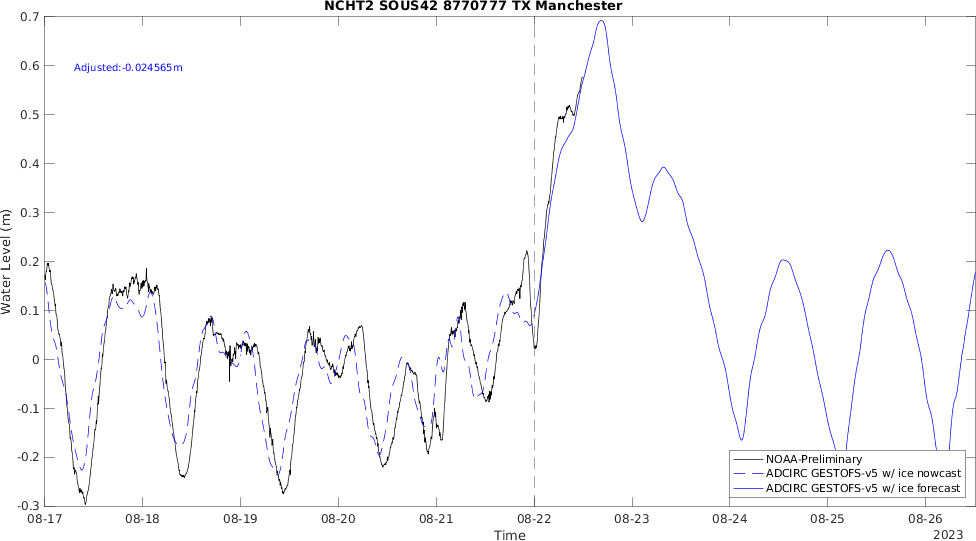 NCHT2 SOUS42 8770777 TX Manchester
Adjusted:-0.024565m
Water Level (m)
0.7
0.6
0.5
0.4
0.3
0.2
0.1
0
-0.1
-0.2
-0.3
NOAA-Preliminary
ADCIRC GESTOFS-v5 w/ ice nowcast
ADCIRC GESTOFS-v5 w/ ice forecast
08-17 08-18 08-19 08-20 08-21 08-22 08-23 08-24 08-25 08-26
Time
2023